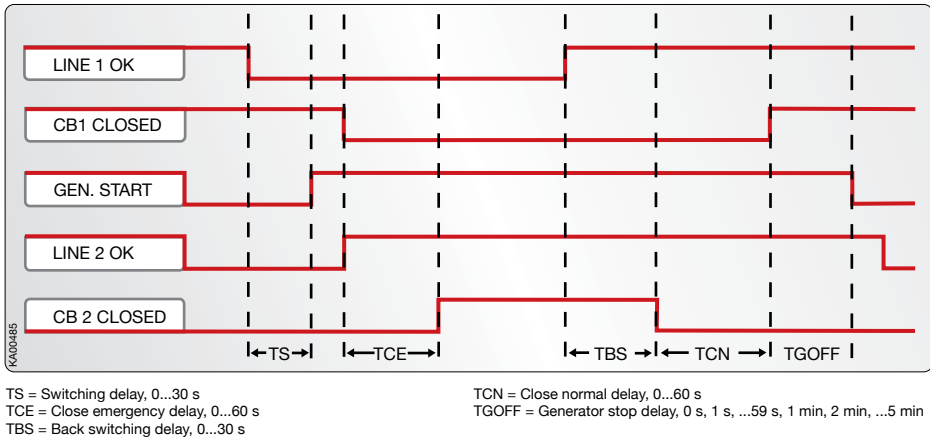 LINE 1 OK
CB1 CLOSED
GEN. START
LINE 2 OK
CB 2 CLOSED
KA00485
TS
TCE
TBS
TCN
TGOFF
TS = Switching delay, 0...30 s
TCE = Close emergency delay, 0...60 s
TBS = Back switching delay, 0...30 s
TCN = Close normal delay, 0...60 s
TGOFF = Generator stop delay, 0 s, 1 s, ...59 s, 1 min, 2 min, ...5 min